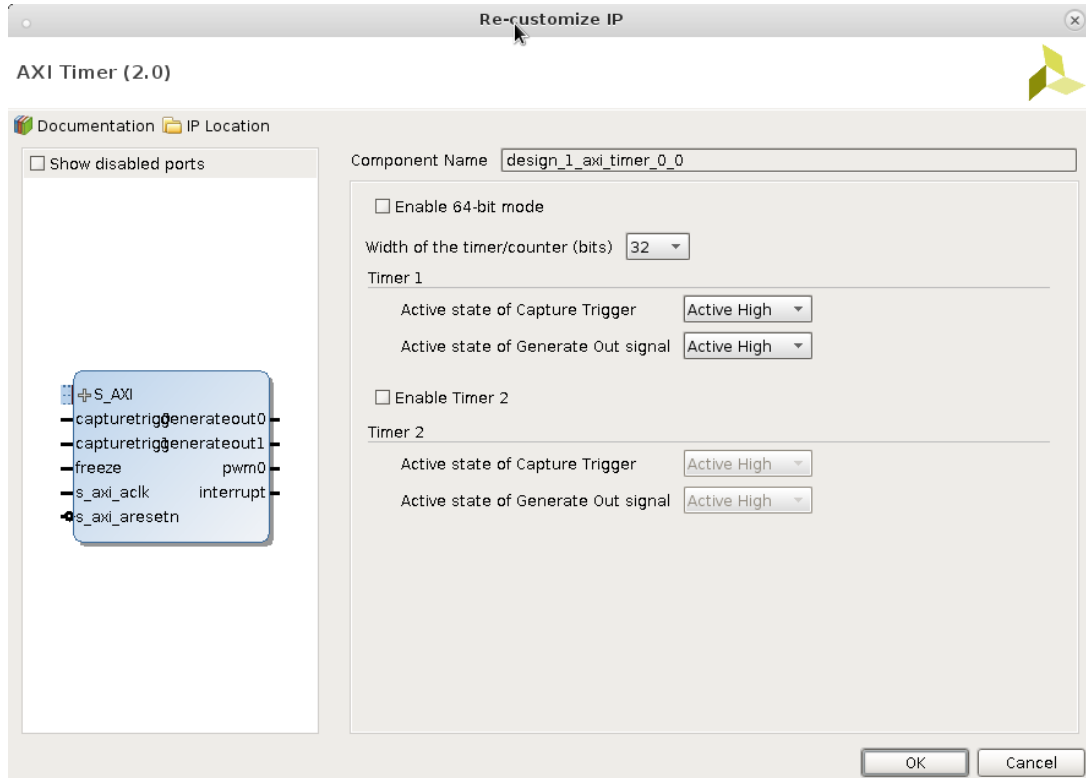 Re-customize IP
AXI Timer (2.0)
Documentation IP Location
Show disabled ports
S_AXI
generateout0
generateout1
freeze pwm0
s_axi_aclk interrupt
s_axi_aresetn
Component Name design_1_axi_timer_0_0
Enable 64-bit mode
Width of the timer/counter (bits) 32
Timer 1
Active state of Capture Trigger Active High
Active state of Generate Out signal Active High
Enable Timer 2
Timer 2
Active state of Capture Trigger Active High
Active state of Generate Out signal Active High
OK Cancel